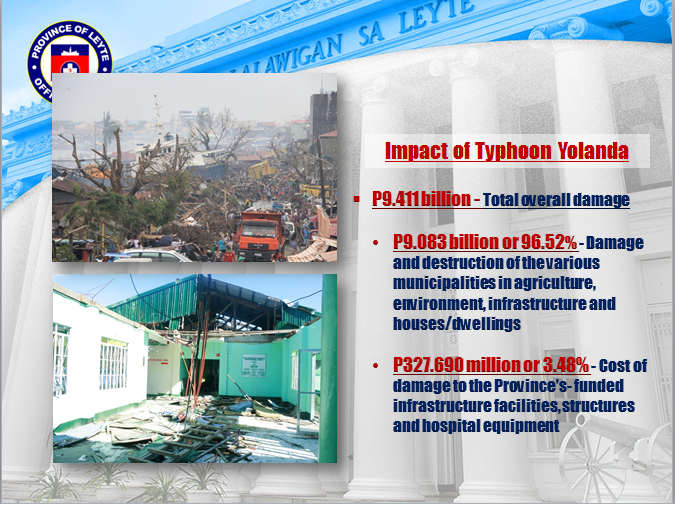 PROVINCE OF LEYTE
LALAWIGAN SA LEYTE
Impact of Typhoon Yolanda
P9.411 billion - Total overall damage
P9.083 billion or 96.52% - Damage
and destruction of the various
municipalities in agriculture,
environment, infrastructure and
houses/dwellings
P327.690 million or 3.48% - Cost of
damage to the Province's- funded
infrastructure facilities, structures
and hospital equipment